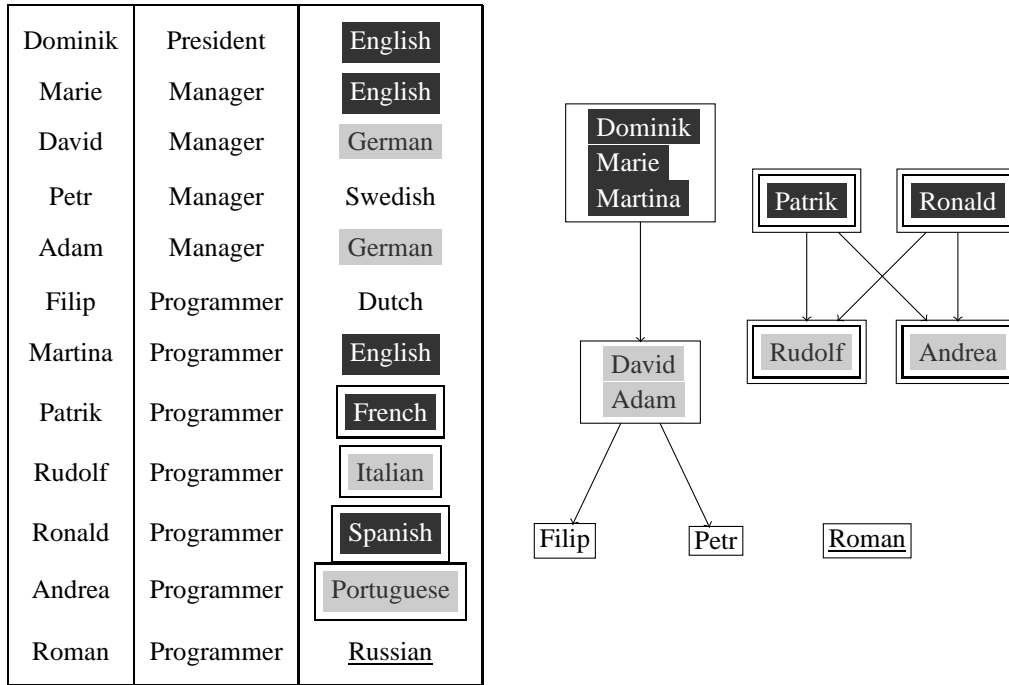 Dominik President English
Marie Manager English
David Manager German
Petr Manager Swedish
Adam Manager German
Filip Programmer Dutch
Martina Programmer English
Patrik Programmer French
Rudolf Programmer Italian
Ronald Programmer Spanish
Andrea Programmer Portuguese
Roman Programmer Russian
Dominik
Marie
Martina
Patrik Ronald
Rudolf Andrea
David
Adam
Filip Petr Roman